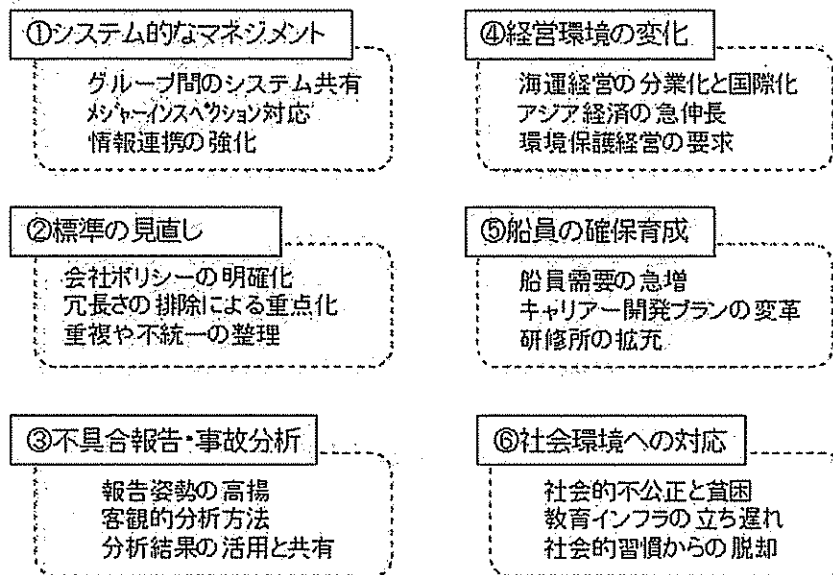 ①システム的なマネジメント
グループ間のシステム共有
メジャーインスペクション対応
情報連携の強化
②標準の見直し
会社ポリシーの明確化
冗長さの排除による重点化
重複や不統一の整理
③不具合報告・事故分析
報告姿勢の高揚
客観的分析方法
分析結果の活用と共有
④経営環境の変化
海運経営の分業化と国際化
アジア経済の急伸長
環境保護経営の要求
⑤船員の確保育成
船員需要の急増
キャリアー開発プランの変革
研修所の拡充
⑥社会環境への対応
社会的不公正と貧困
教育インフラの立ち遅れ
社会的習慣からの脱却